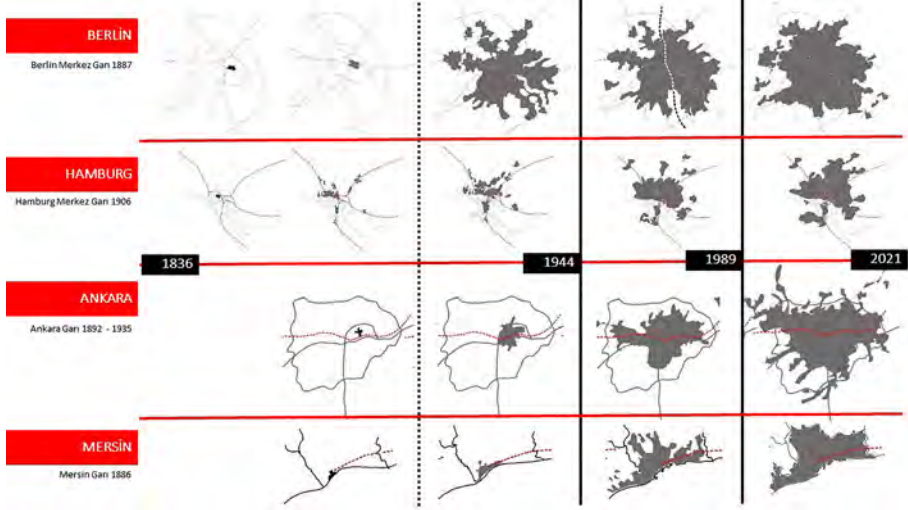 BERLİN
Berlin Merkez Garı 1887
HAMBURG
Hamburg Merkez Garı 1906
1836
1944
1989
2021
ANKARA
Ankara Garı 1892 - 1935
MERSİN
Mersin Garı 1886